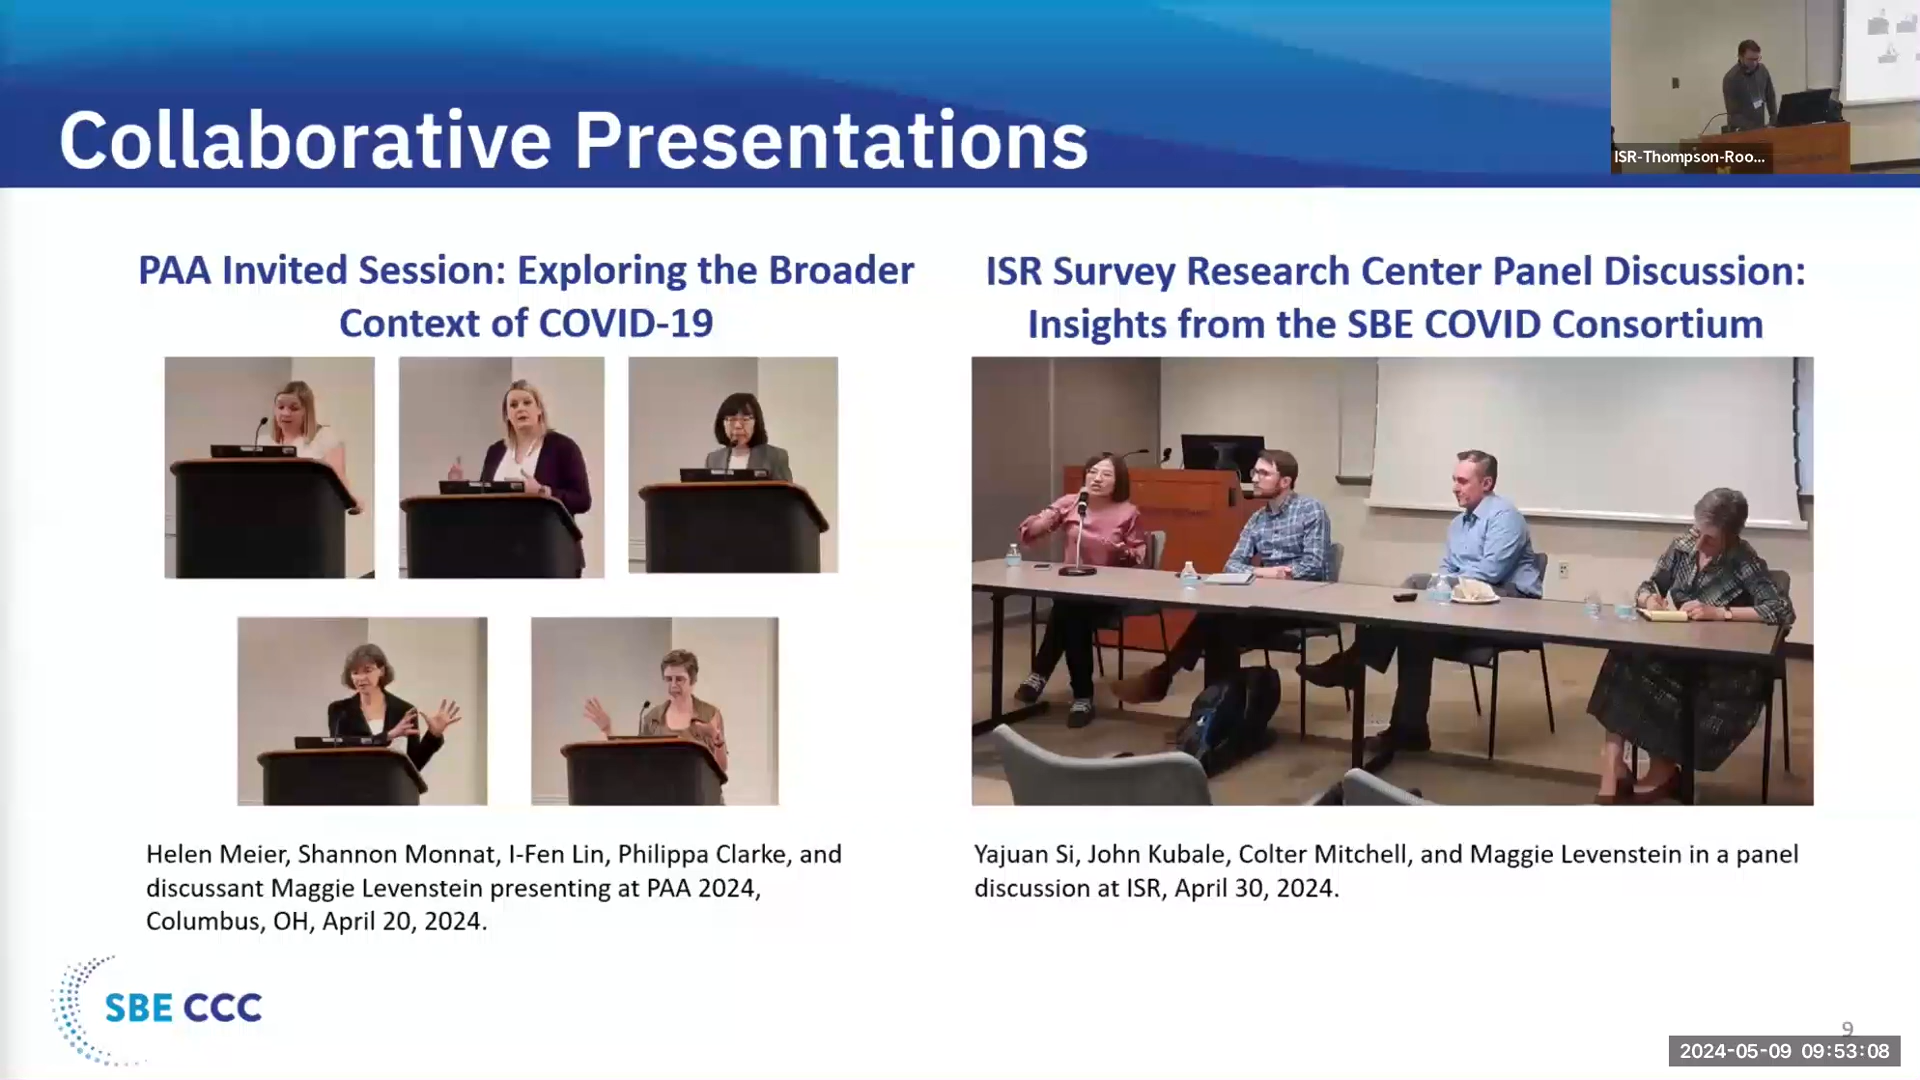 Collaborative Presentations
ISR-Thompson-Roo...
PAA Invited Session: Exploring the Broader
Context of COVID-19
ISR Survey Research Center Panel Discussion:
Insights from the SBE COVID Consortium
Helen Meier, Shannon Monnat, I-Fen Lin, Philippa Clarke, and
discussant Maggie Levenstein presenting at PAA 2024,
Columbus, OH, April 20, 2024.
Yajuan Si, John Kubale, Colter Mitchell, and Maggie Levenstein in a panel
discussion at ISR, April 30, 2024.
SBE CCC
9
2024-05-09 09:53:08